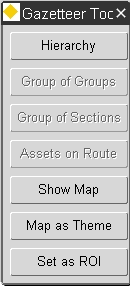 Gazetteer Toc
Hierarchy
Group of Groups
Group of Sections
Assets on Route
Show Map
Map as Theme
Set as ROI